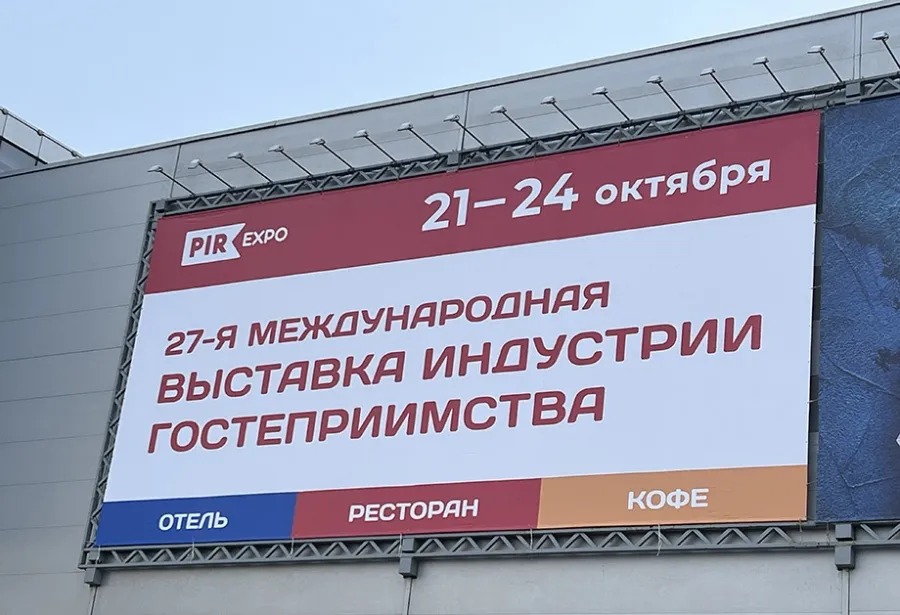 PIR EXPO
21–24 октября
27-Я МЕЖДУНАРОДНАЯ
ВЫСТАВКА ИНДУСТРИИ
ГОСТЕПРИИМСТВА
ОТЕЛЬ РЕСТОРАН КОФЕ